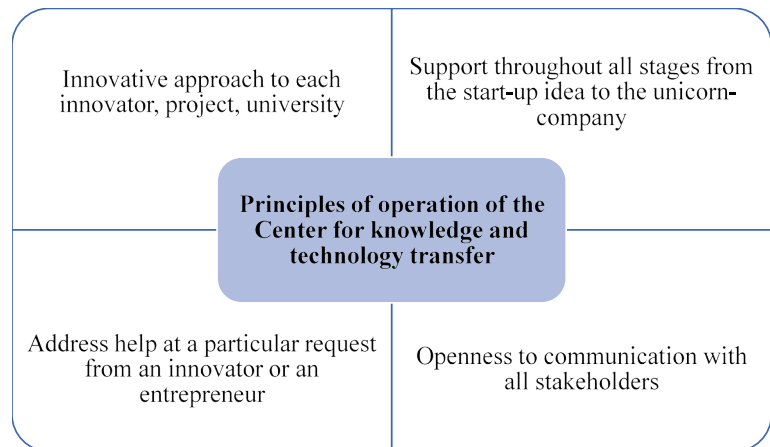 Innovative approach to each
innovator, project, university
Support throughout all stages from
the start-up idea to the unicorn-
company
Principles of operation of the
Center for knowledge and
technology transfer
Address help at a particular request
from an innovator or an
entrepreneur
Openness to communication with
all stakeholders